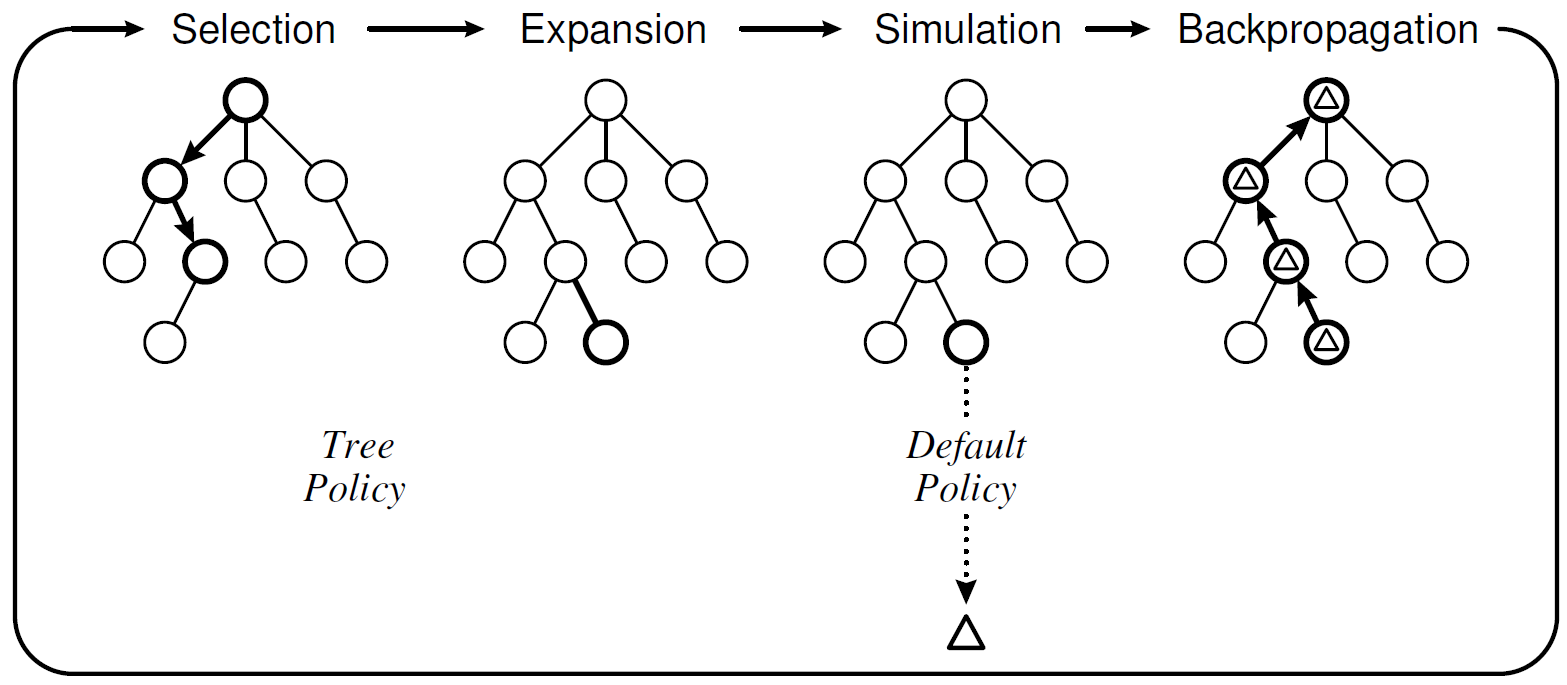 Selection
Expansion
Simulation
Backpropagation
Tree
Policy
Default
Policy